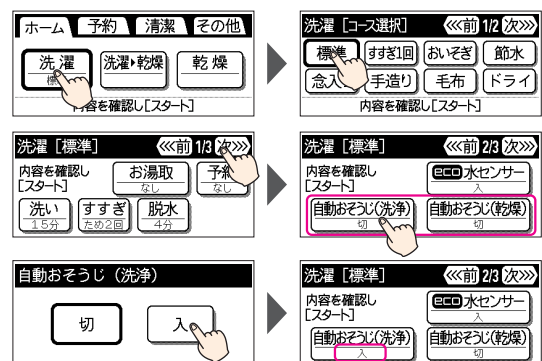 ホーム 予約 清潔 その他
洗濯 洗濯▸乾燥 乾燥
標
内容を確認し[スタート]
洗濯 [コース選択] 前 1/2 次
標準 すすぎ1回 おいそぎ 節水
念入 手造り 毛布 ドライ
内容を確認し[スタート]
洗濯 [標準] 前 1/3 次
内容を確認し
[スタート]
お湯取 予約
なし なし
洗い すすぎ 脱水
15分 ため2回 4分
洗濯 [標準] 前 2/3 次
内容を確認し
[スタート]
eco水センサー
入
自動おそうじ(洗浄) 自動おそうじ(乾燥)
切 切
自動おそうじ (洗浄)
切 入
洗濯 [標準] 前 2/3 次
内容を確認し
[スタート]
eco水センサー
入
自動おそうじ(洗浄) 自動おそうじ(乾燥)
入 切